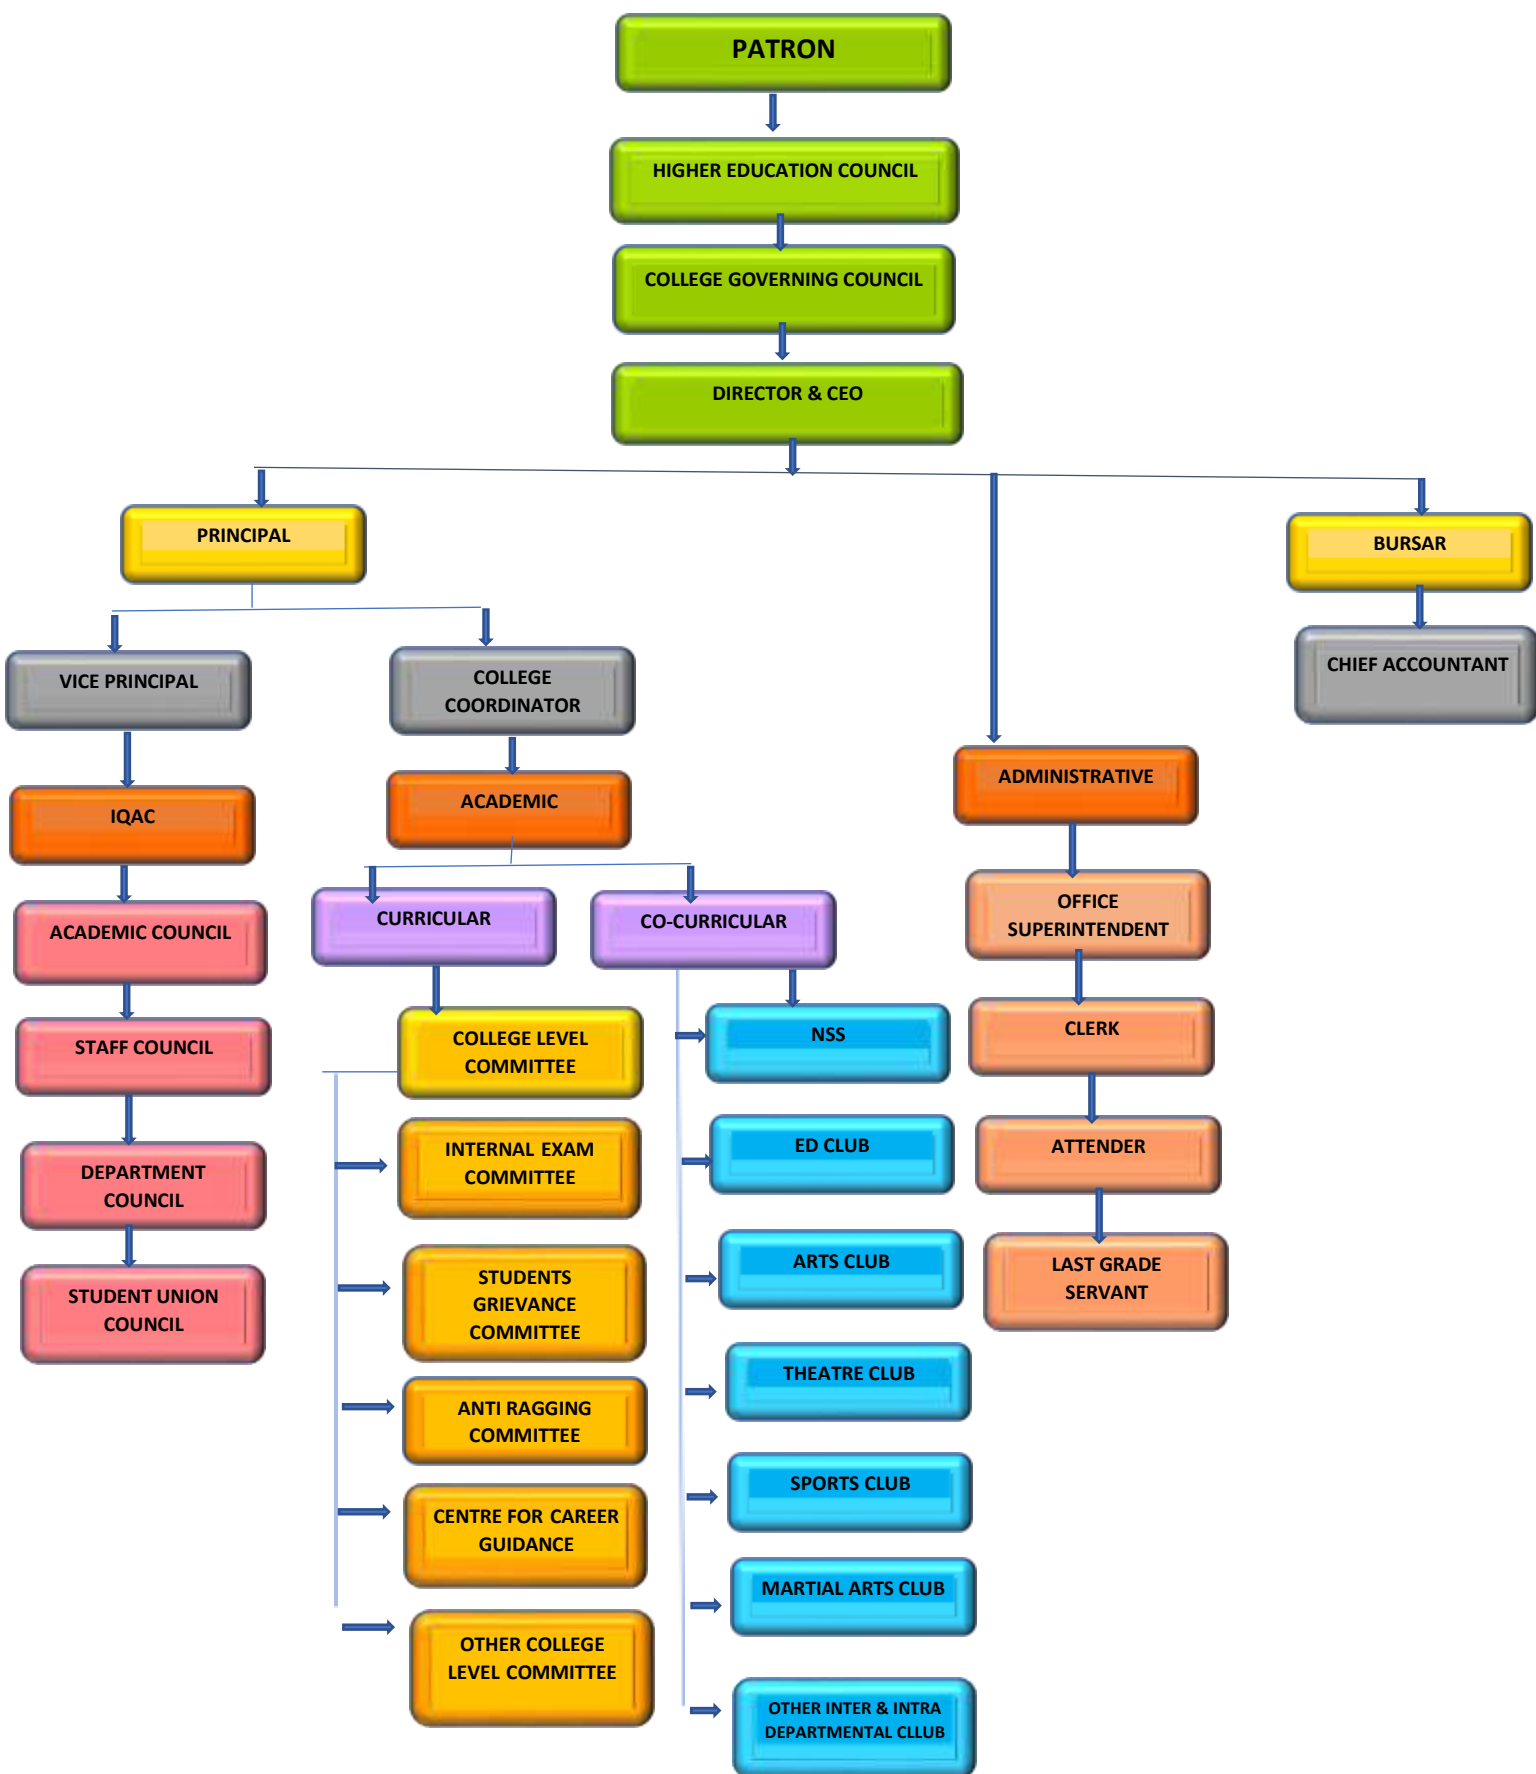 PATRON
HIGHER EDUCATION COUNCIL
COLLEGE GOVERNING COUNCIL
DIRECTOR & CEO
PRINCIPAL
BURSAR
VICE PRINCIPAL
COLLEGE
COORDINATOR
CHIEF ACCOUNTANT
IQAC
ACADEMIC
ADMINISTRATIVE
ACADEMIC COUNCIL
CURRICULAR
CO-CURRICULAR
OFFICE
SUPERINTENDENT
STAFF COUNCIL
COLLEGE LEVEL
COMMITTEE
NSS
CLERK
DEPARTMENT
COUNCIL
INTERNAL EXAM
COMMITTEE
ED CLUB
ATTENDER
STUDENT UNION
COUNCIL
STUDENTS
GRIEVANCE
COMMITTEE
ARTS CLUB
LAST GRADE
SERVANT
ANTI RAGGING
COMMITTEE
THEATRE CLUB
CENTRE FOR CAREER
GUIDANCE
SPORTS CLUB
MARTIAL ARTS CLUB
OTHER COLLEGE
LEVEL COMMITTEE
OTHER INTER & INTRA
DEPARTMENTAL CLLUB